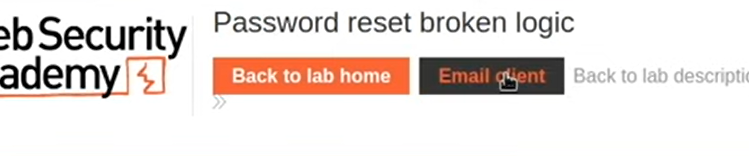 Password reset broken logic
eb Security
ademy
Back to lab home
Email client
Back to lab descriptio